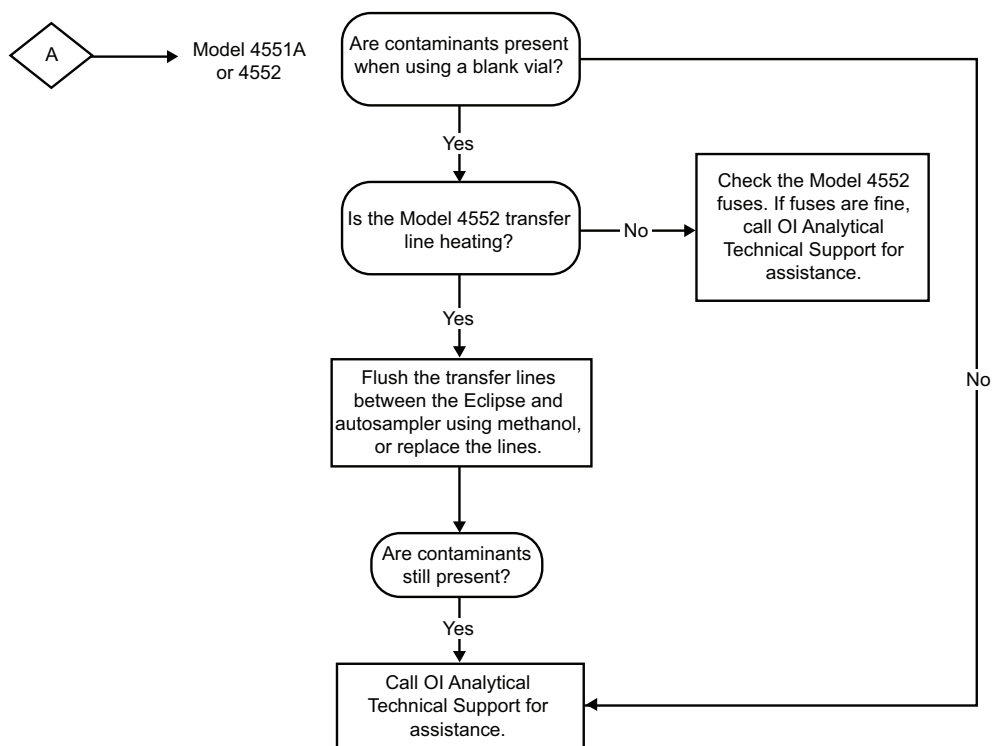 A
Model 4551A
or 4552
Are contaminants present
when using a blank vial?
Yes
Is the Model 4552 transfer
line heating?
No
Check the Model 4552
fuses. If fuses are fine,
call OI Analytical
Technical Support for
assistance.
Yes
Flush the transfer lines
between the Eclipse and
autosampler using methanol,
or replace the lines.
No
Are contaminants
still present?
Yes
Call OI Analytical
Technical Support for
assistance.